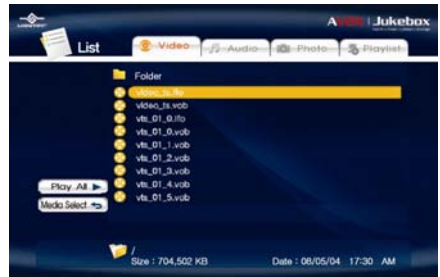 Jukebox
List
Video
Audio
Photo
Playlist
Folder
video_ts.ifo
video_ts.vob
vts_01_0.ifo
vts_01_0.vob
vts_01_1.vob
vts_01_2.vob
vts_01_3.vob
vts_01_4.vob
vts_01_5.vob
Play All
Media Select
/
Size : 704,502 KB
Date : 08/05/04 17:30 AM